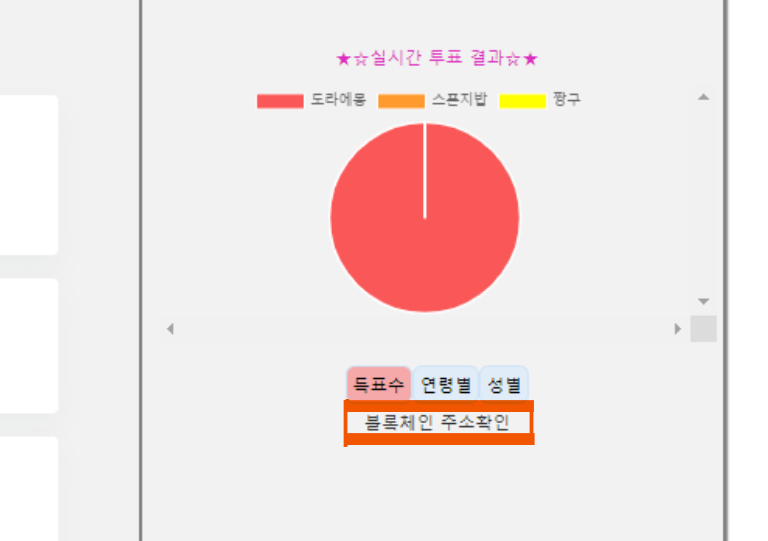 ★☆실시간 투표 결과☆★
도라에몽 스폰지밥 짱구
득표수 연령별 성별
블록체인 주소확인